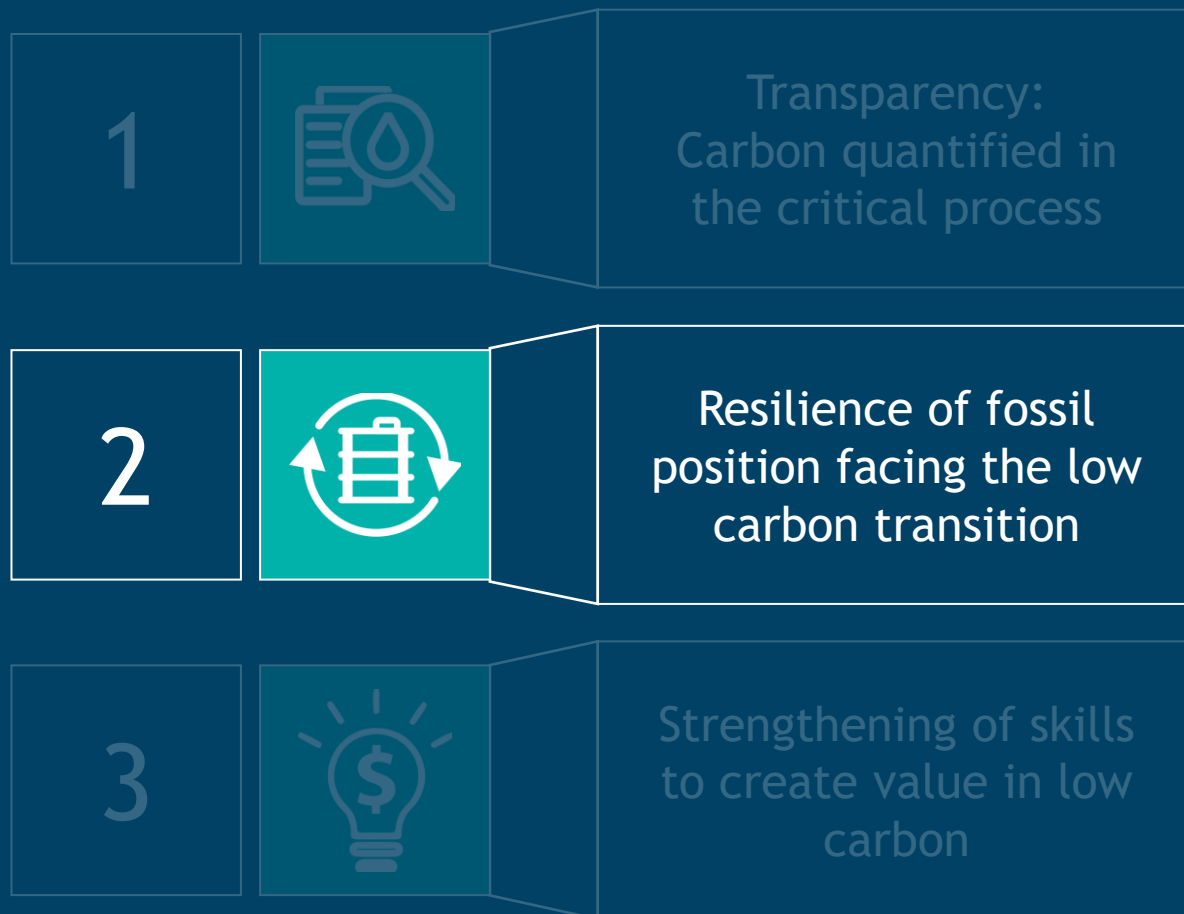 1
Transparency:
Carbon quantified in
the critical process
2
Resilience of fossil
position facing the low
carbon transition
3
$
Strengthening of skills
to create value in low
carbon